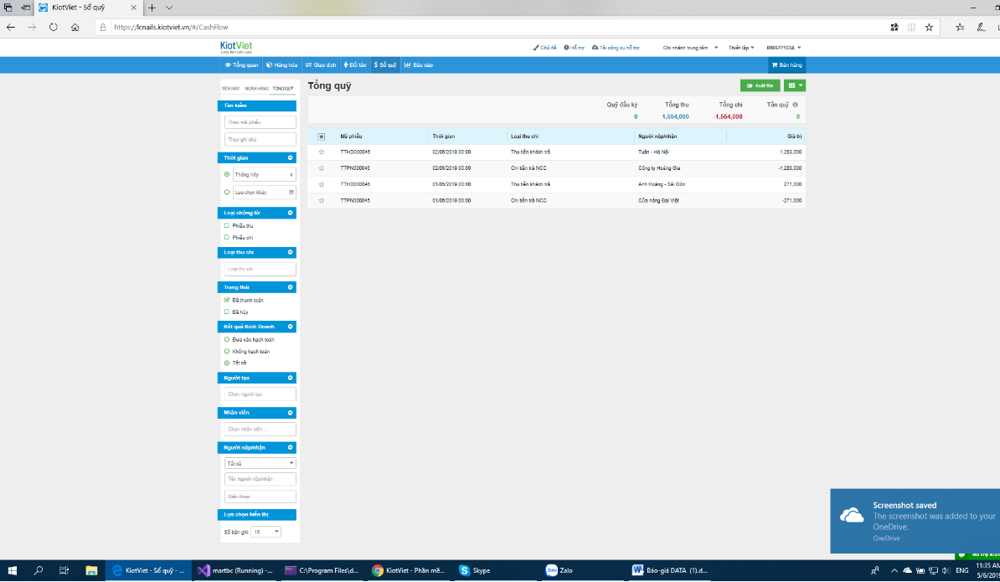 KiotViet - Sổ quỹ
https://lcnails.kiotviet.vn/#/CashFlow
KiotViet
Chủ đề Hỗ trợ Tải công cụ hỗ trợ Chi nhánh trung tâm Thiết lập 0986771334
Tổng quan Hàng hóa Giao dịch Đối tác $ Sổ quỹ Báo cáo Bán hàng
TIỀN MẶT NGÂN HÀNG TỔNG QUỸ
Tổng quỹ
Xuất file
Quỹ đầu kỳ Tổng thu Tổng chi Tồn quỹ
0 1,554,000 -1,554,000 0
Mã phiếu Thời gian Loại thu chi Người nộp/nhận Giá trị
TTHD000046 02/05/2019 00:00 Thu tiền khách trả Tuấn - Hà Nội 1,283,000
TTPN000046 02/05/2019 00:00 Chi tiền trả NCC Công ty Hoàng Gia -1,283,000
TTHD000045 01/05/2019 00:00 Thu tiền khách trả Anh Hoàng - Sài Gòn 271,000
TTPN000045 01/05/2019 00:00 Chi tiền trả NCC Cửa hàng Đại Việt -271,000
Tìm kiếm
Theo mã phiếu
Theo ghi chú
Thời gian
Tháng này
Lựa chọn khác
Loại chứng từ
Phiếu thu
Phiếu chi
Loại thu chi
Loại thu chi
Trạng thái
Đã thanh toán
Đã hủy
Kết quả Kinh Doanh
Đưa vào hạch toán
Không hạch toán
Tất cả
Người tạo
Chọn người tạo
Nhân viên
Chọn nhân viên...
Người nộp/nhận
Tất cả
Tên người nộp/nhận
Điện thoại
Lựa chọn hiển thị
Số bản ghi: 15
Screenshot saved
The screenshot was added to your
OneDrive.
OneDrive
Hỗ trợ
KiotViet - Sổ quỹ - ... martbc (Running) -... C:\Program Files\d... KiotViet - Phần mề... Skype Zalo Báo-giá DATA (1).d... ENG 11:35
5/6/201